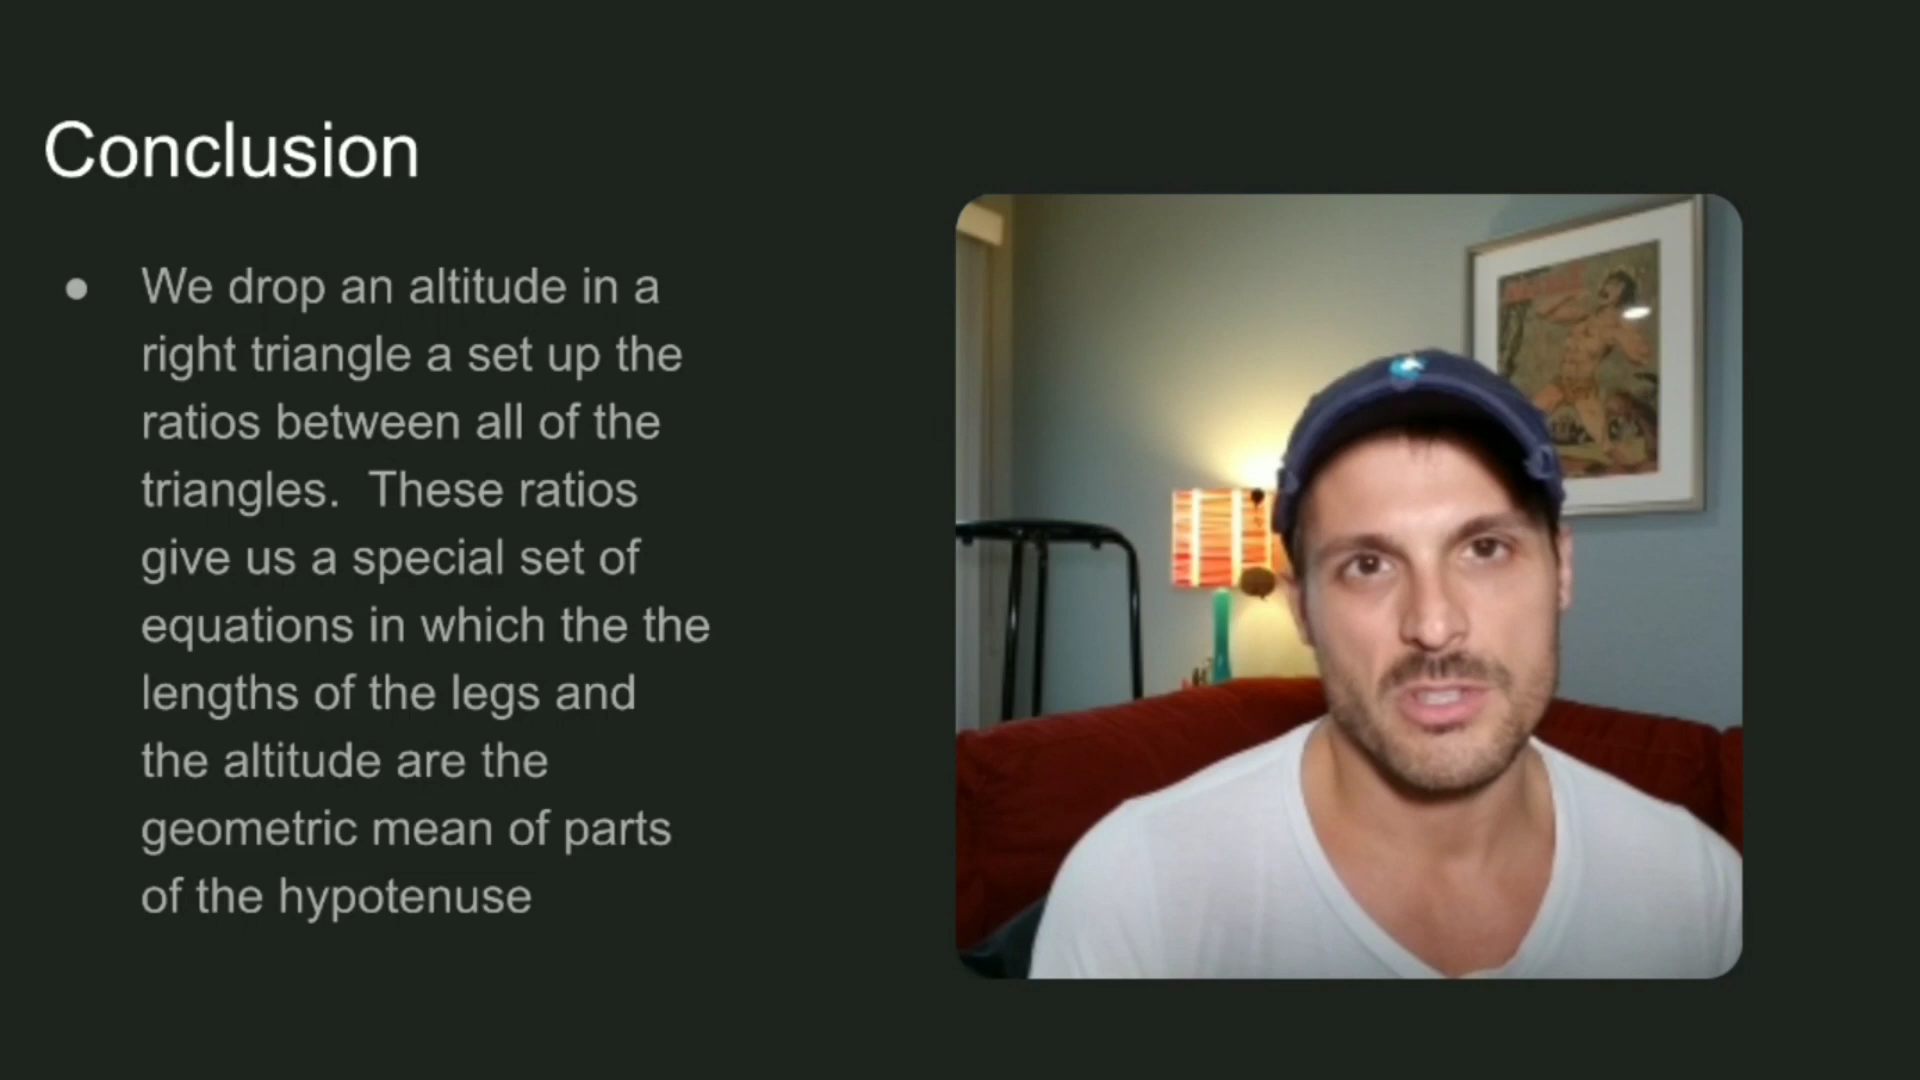 Conclusion
● We drop an altitude in a
right triangle a set up the
ratios between all of the
triangles.  These ratios
give us a special set of
equations in which the the
lengths of the legs and
the altitude are the
geometric mean of parts
of the hypotenuse